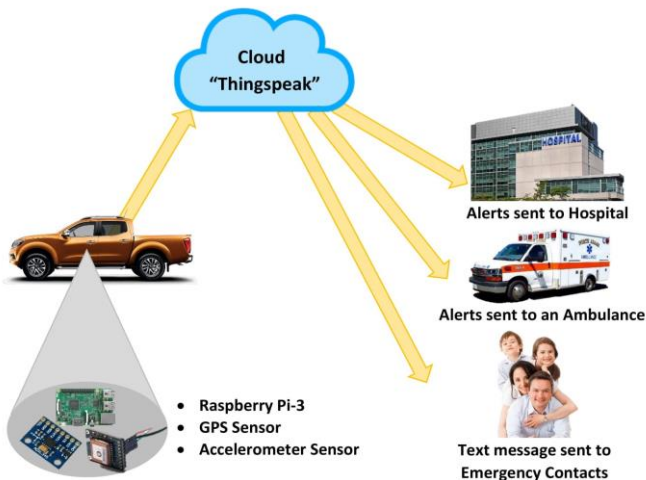 Cloud
“Thingspeak”
HOSPITAL
Alerts sent to Hospital
Alerts sent to an Ambulance
• Raspberry Pi-3
• GPS Sensor
• Accelerometer Sensor
Text message sent to
Emergency Contacts